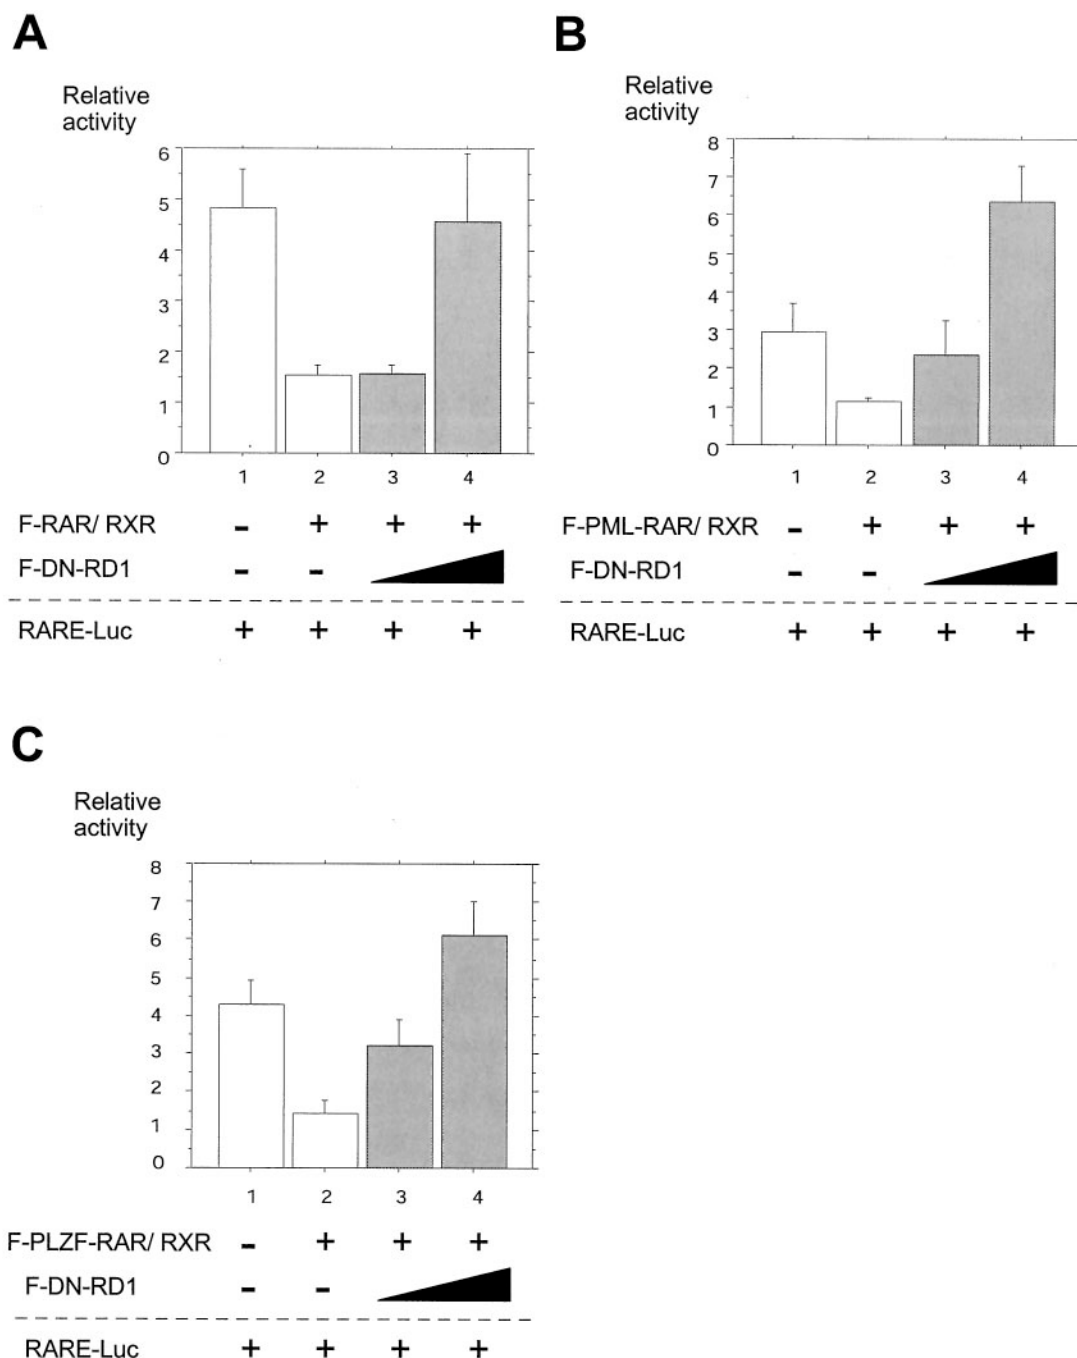 A
Relative
activity
6
5
4
3
2
1
0
1 2 3 4
F-RAR/ RXR - + + +
F-DN-RD1 - -
RARE-Luc + + + +
B
Relative
activity
8
7
6
5
4
3
2
1
0
1 2 3 4
F-PML-RAR/ RXR - + + +
F-DN-RD1 - -
RARE-Luc + + + +
C
Relative
activity
8
7
6
5
4
3
2
1
0
1 2 3 4
F-PLZF-RAR/ RXR - + + +
F-DN-RD1 - -
RARE-Luc + + + +